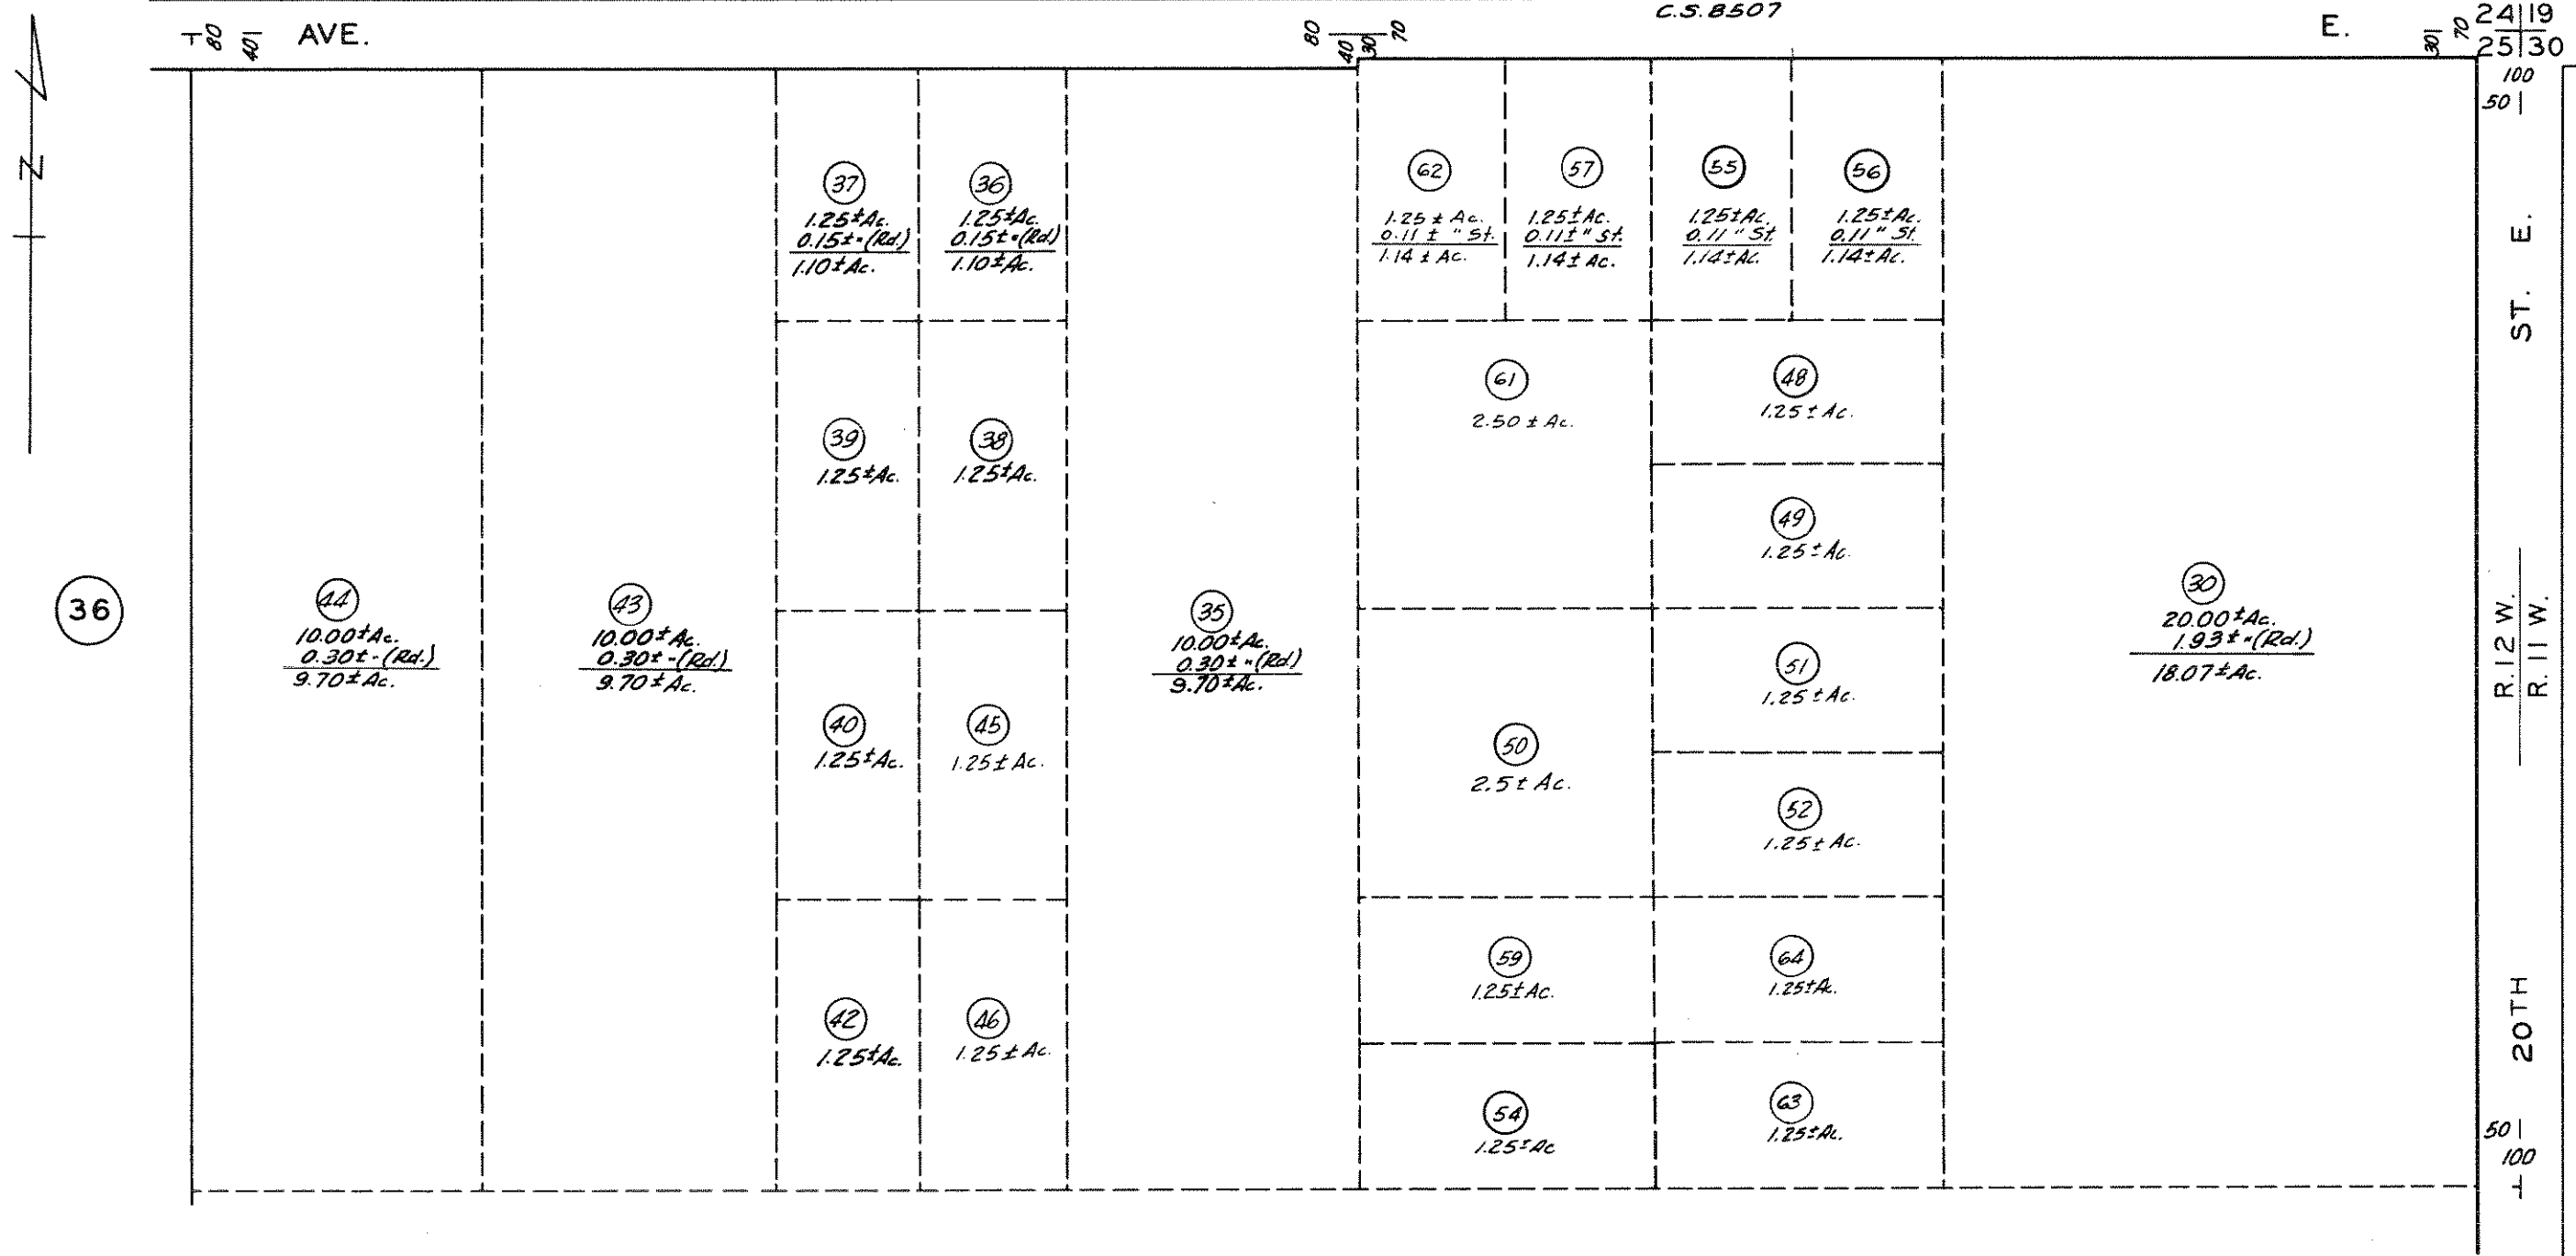 C.S. 8507
80
40
AVE.
80
40
30
70
E.
30
70
24 19
25 30
100
50
Z
37
1.25±Ac.
0.15±"(Rd.)
1.10±Ac.
36
1.25±Ac.
0.15±"(Rd.)
1.10±Ac.
62
1.25 ± Ac.
0.11 ± " St.
1.14 ± Ac.
57
1.25±Ac.
0.11±" St.
1.14±Ac.
55
1.25±Ac.
0.11 " St.
1.14±Ac.
56
1.25±Ac.
0.11 " St.
1.14±Ac.
ST. E.
61
2.50 ± Ac.
48
1.25 ± Ac.
39
1.25±Ac.
38
1.25±Ac.
49
1.25 ± Ac.
36
44
10.00±Ac.
0.30±"(Rd.)
9.70±Ac.
43
10.00±Ac.
0.30±"(Rd.)
9.70±Ac.
35
10.00±Ac.
0.30±"(Rd.)
9.70±Ac.
30
20.00±Ac.
1.93±"(Rd.)
18.07±Ac.
R. 12 W.
R. 11 W.
51
1.25 ± Ac.
40
1.25±Ac.
45
1.25± Ac.
50
2.5 ± Ac.
52
1.25± Ac.
59
1.25±Ac.
64
1.25±Ac.
42
1.25±Ac.
46
1.25± Ac.
20TH
54
1.25±Ac
63
1.25±Ac.
50
100